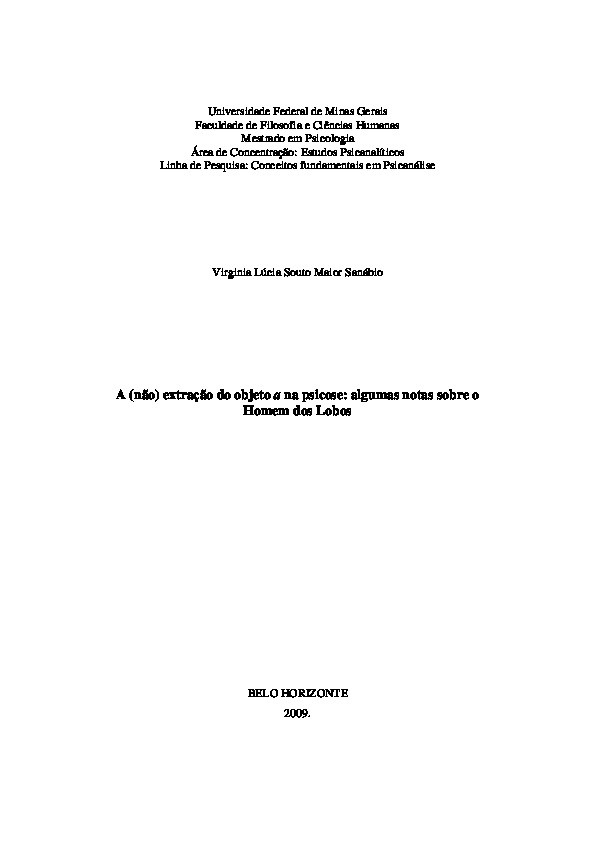 Universidade Federal de Minas Gerais
Faculdade de Filosofia e Ciências Humanas
Mestrado em Psicologia
Área de Concentração: Estudos Psicanalíticos
Linha de Pesquisa: Conceitos fundamentais em Psicanálise
Virginia Lúcia Souto Maior Sanábio
A (não) extração do objeto a na psicose: algumas notas sobre o
Homem dos Lobos
BELO HORIZONTE
2009.